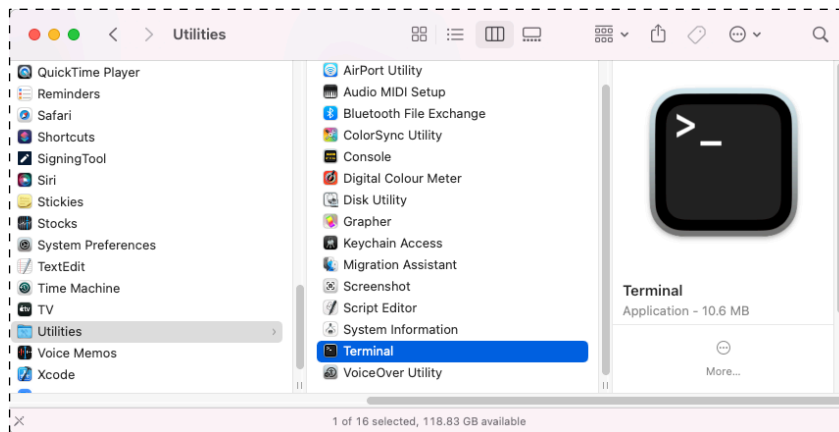 Utilities
QuickTime Player
Reminders
Safari
Shortcuts
SigningTool
Siri
Stickies
Stocks
System Preferences
TextEdit
Time Machine
TV
Utilities
Voice Memos
Xcode
AirPort Utility
Audio MIDI Setup
Bluetooth File Exchange
ColorSync Utility
Console
Digital Colour Meter
Disk Utility
Grapher
Keychain Access
Migration Assistant
Screenshot
Script Editor
System Information
Terminal
VoiceOver Utility
>_
Terminal
Application - 10.6 MB
More...
1 of 16 selected, 118.83 GB available